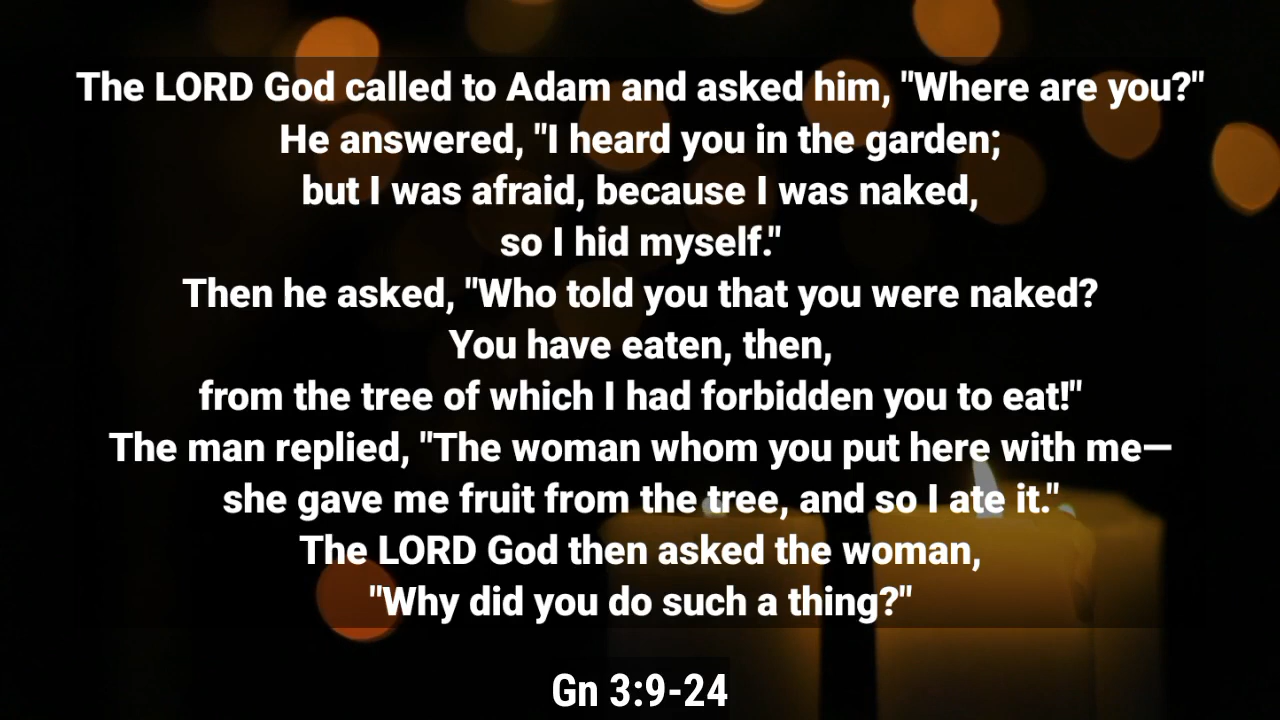 The LORD God called to Adam and asked him, "Where are you?"
He answered, "I heard you in the garden;
but I was afraid, because I was naked,
so I hid myself."
Then he asked, "Who told you that you were naked?
You have eaten, then,
from the tree of which I had forbidden you to eat!"
The man replied, "The woman whom you put here with me—
she gave me fruit from the tree, and so I ate it."
The LORD God then asked the woman,
"Why did you do such a thing?"
Gn 3:9-24